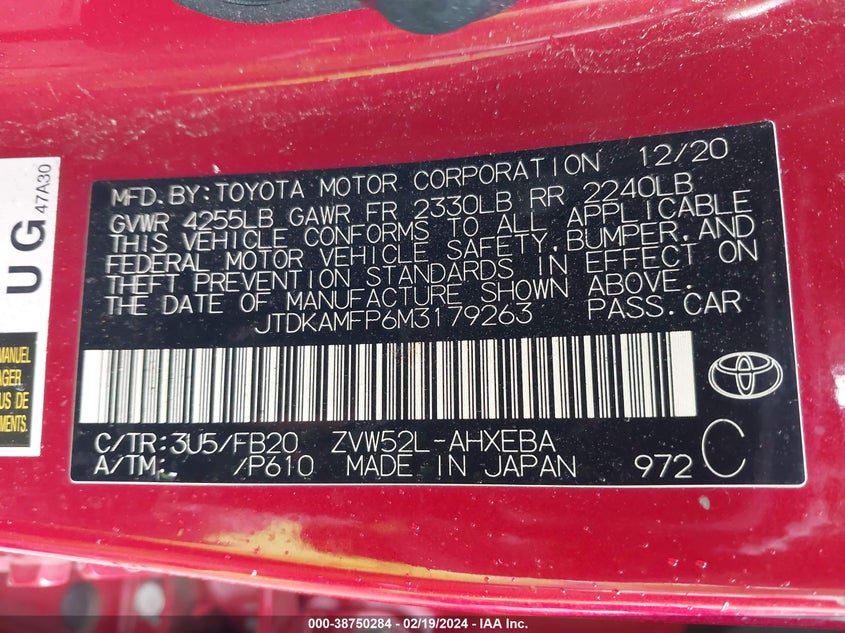 MFD.BY:TOYOTA MOTOR CORPORATION 12/20
GVWR 4255LB GAWR FR 2330LB RR 2240LB
THIS VEHICLE CONFORMS TO ALL APPLICABLE
FEDERAL MOTOR VEHICLE SAFETY,BUMPER,AND
THEFT PREVENTION STANDARDS IN EFFECT ON
THE DATE OF MANUFACTURE SHOWN ABOVE.
JTDKAMFP6M3179263 PASS.CAR
C/TR:3U5/FB20 ZVW52L-AHXEBA
A/TM:- /P610 MADE IN JAPAN 972 C
UG
47A30
MANUEL
AGER
US DE
MENTS.
000-38750284 - 02/19/2024 - IAA, Inc.